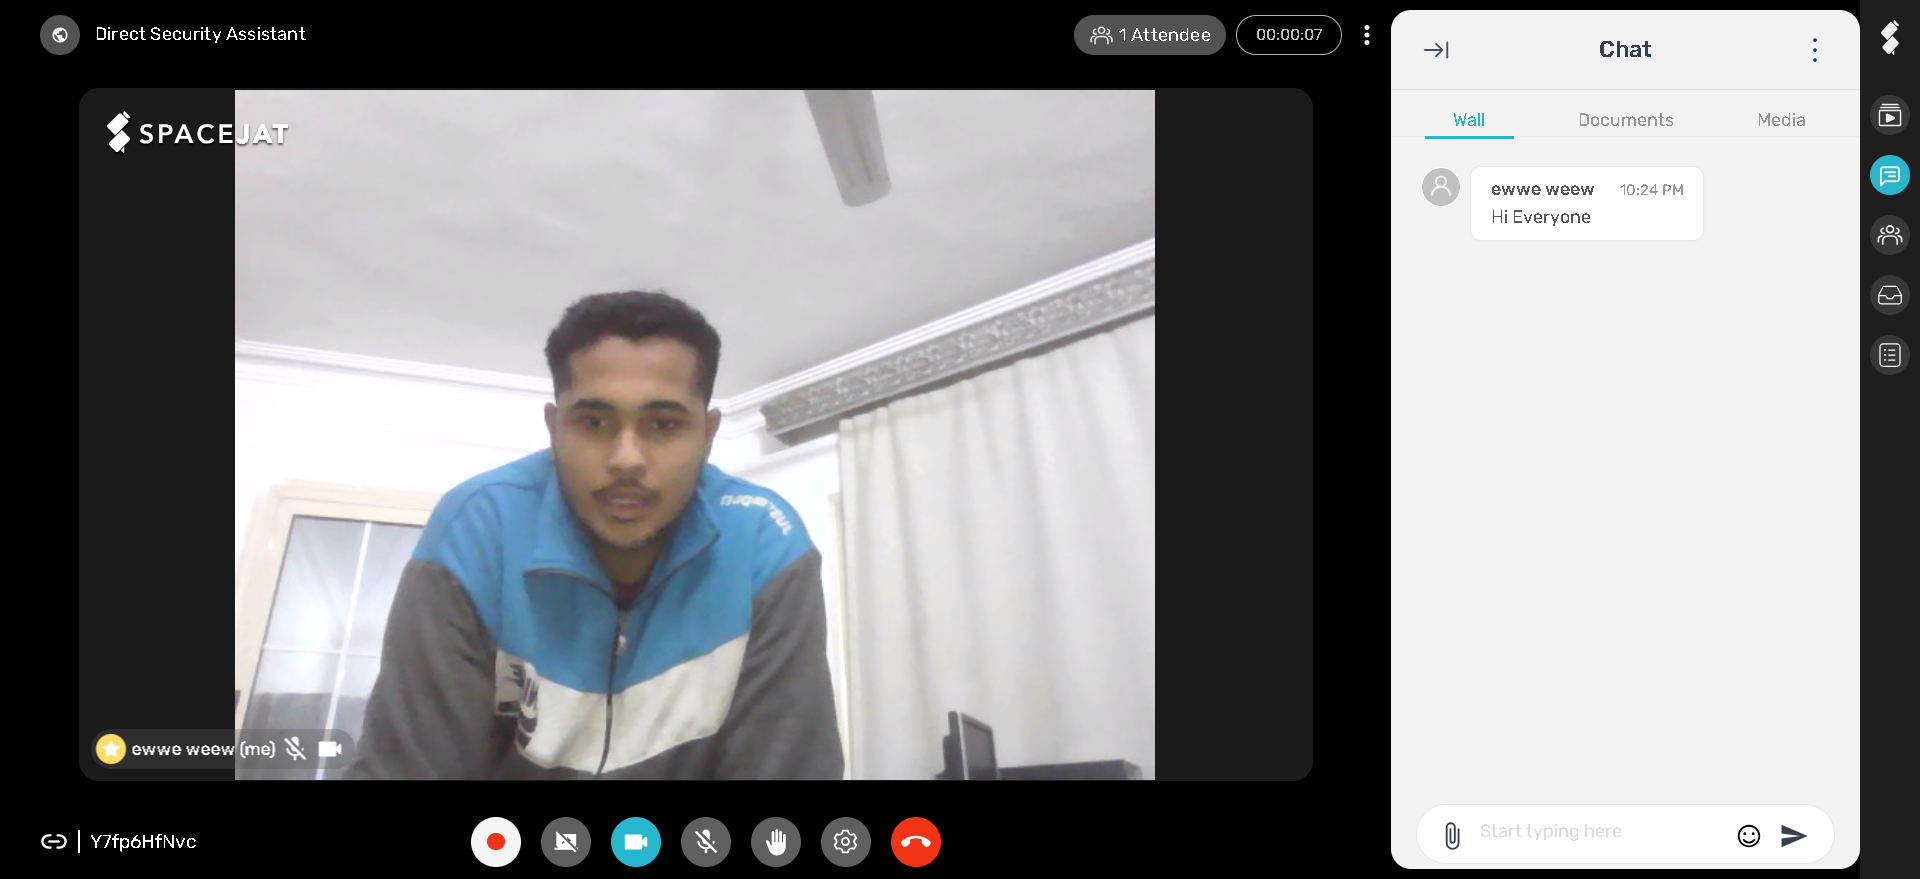 Direct Security Assistant
1 Attendee
00:00:07
SPACEJAT
ewwe weew (me)
Y7fp6HfNvc
Chat
Wall
Documents
Media
ewwe weew 10:24 PM
Hi Everyone
Start typing here